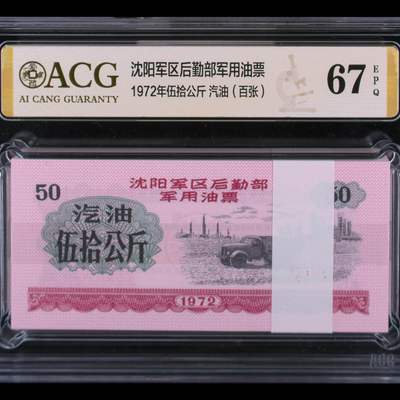 ACG
AI CANG GUARANTY
沈阳军区后勤部军用油票
1972年伍拾公斤 汽油（百张）
67
EPQ
50
沈阳军区后勤部
军用油票
50
汽油
伍拾公斤
1972
ACG